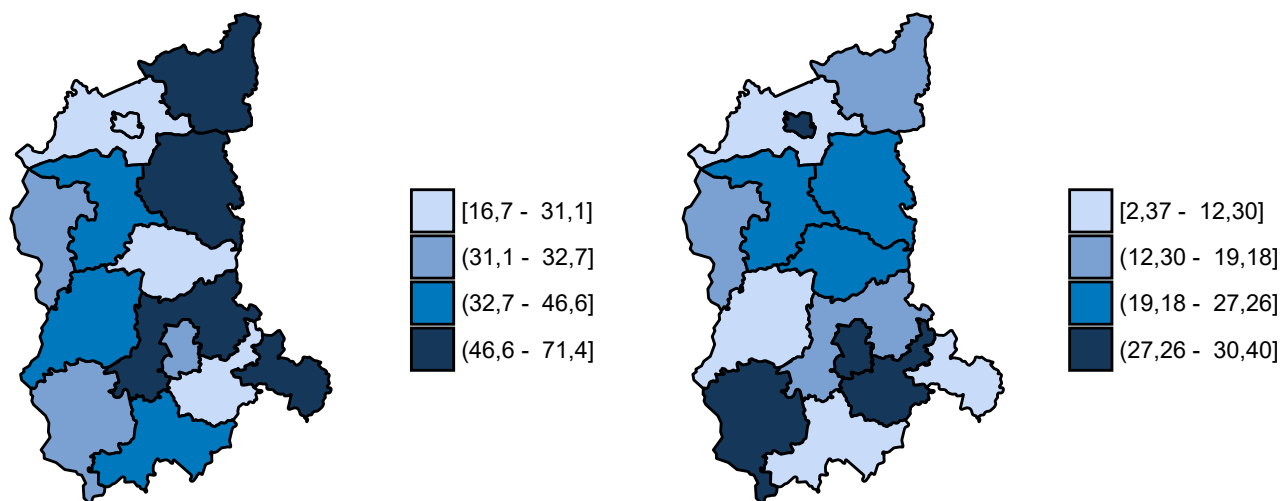 [16,7 - 31,1]
(31,1 - 32,7]
(32,7 - 46,6]
(46,6 - 71,4]
[2,37 - 12,30]
(12,30 - 19,18]
(19,18 - 27,26]
(27,26 - 30,40]